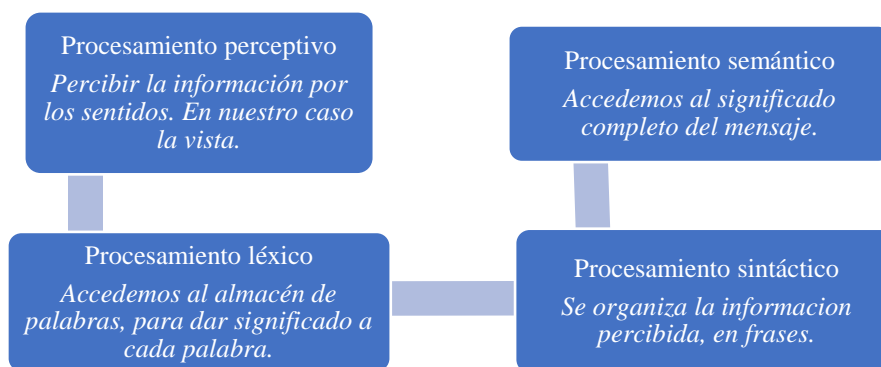 Procesamiento perceptivo
Percibir la información por
los sentidos. En nuestro caso
la vista.
Procesamiento léxico
Accedemos al almacén de
palabras, para dar significado a
cada palabra.
Procesamiento sintáctico
Se organiza la informacion
percibida, en frases.
Procesamiento semántico
Accedemos al significado
completo del mensaje.